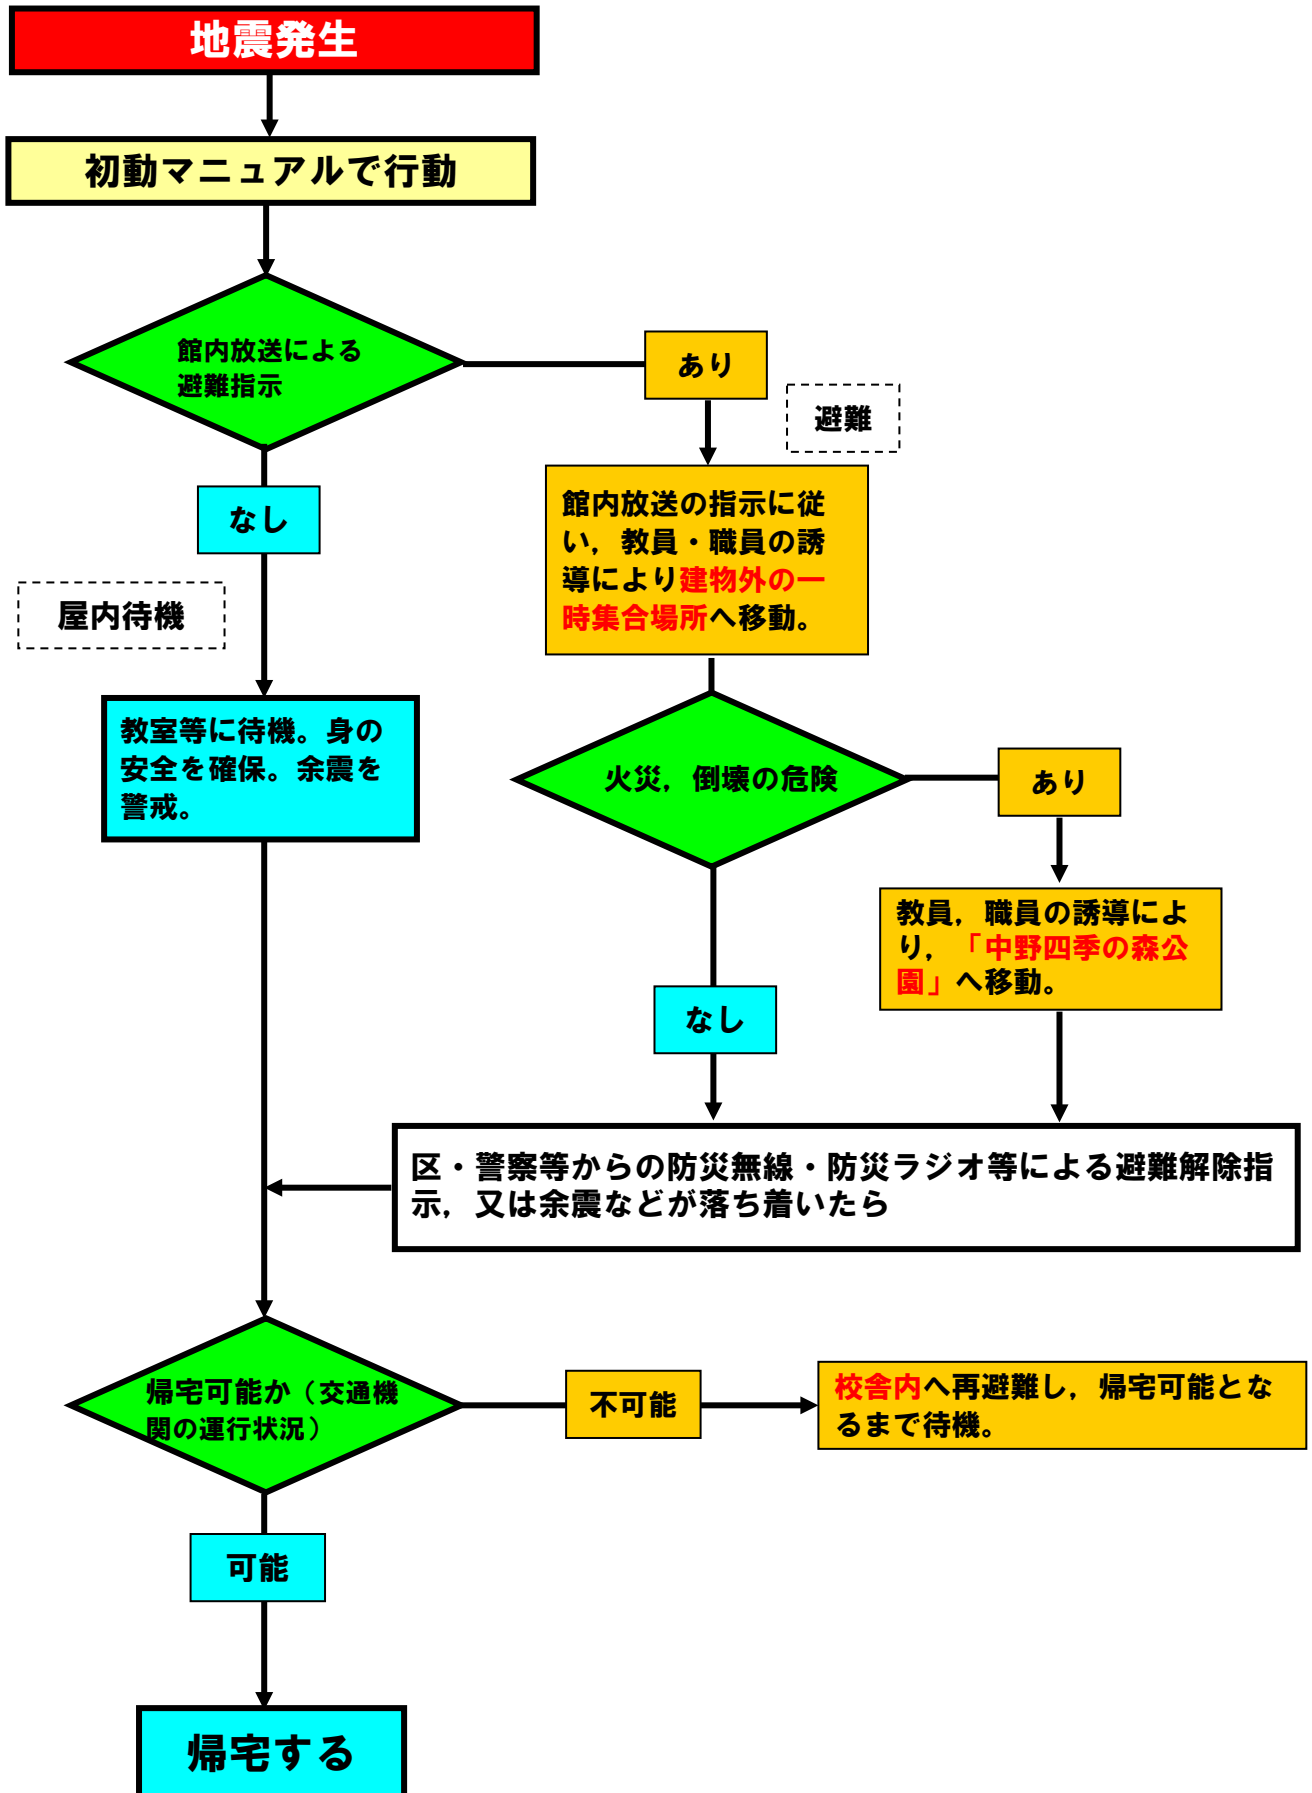 地震発生
初動マニュアルで行動
館内放送による
避難指示
あり
避難
なし
館内放送の指示に従
い，教員・職員の誘
導により建物外の一
時集合場所へ移動。
屋内待機
教室等に待機。身の
安全を確保。余震を
警戒。
火災，倒壊の危険
あり
教員，職員の誘導によ
り，「中野四季の森公
園」へ移動。
なし
区・警察等からの防災無線・防災ラジオ等による避難解除指
示，又は余震などが落ち着いたら
帰宅可能か（交通機
関の運行状況）
不可能
校舎内へ再避難し，帰宅可能とな
るまで待機。
可能
帰宅する